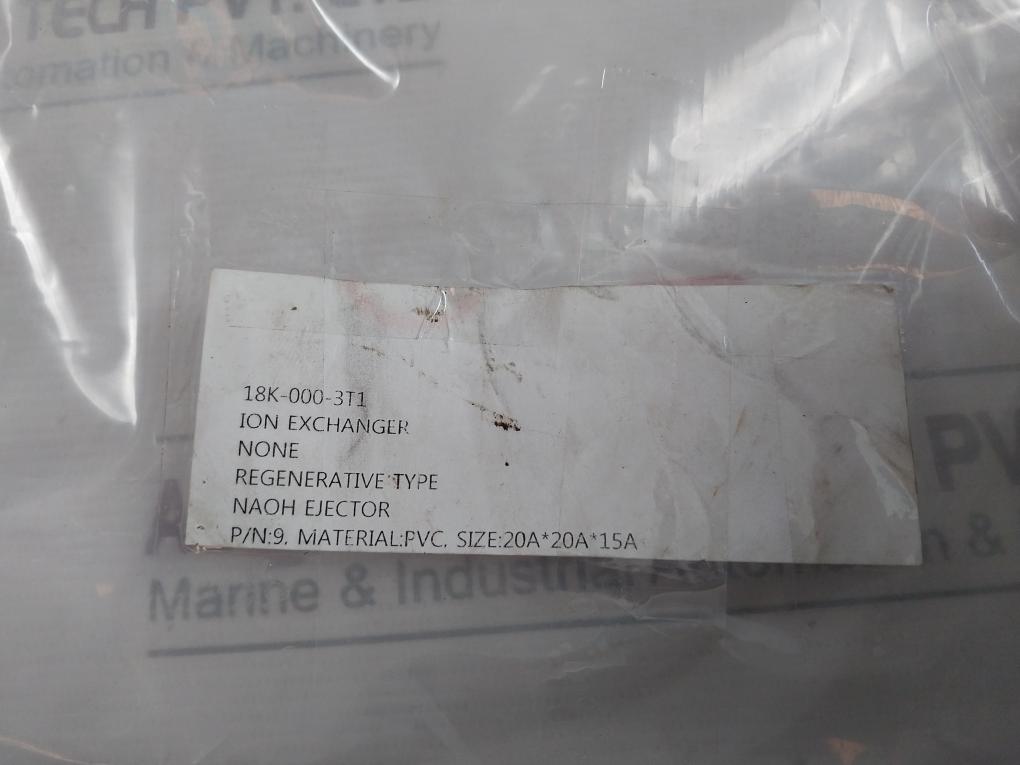 TECH PVT.
Automation & Machinery
18K-000-3T1
ION EXCHANGER
NONE
REGENERATIVE TYPE
NAOH EJECTOR
P/N:9, MATERIAL:PVC, SIZE:20A*20A*15A
PV
Marine & Industrial Automation &